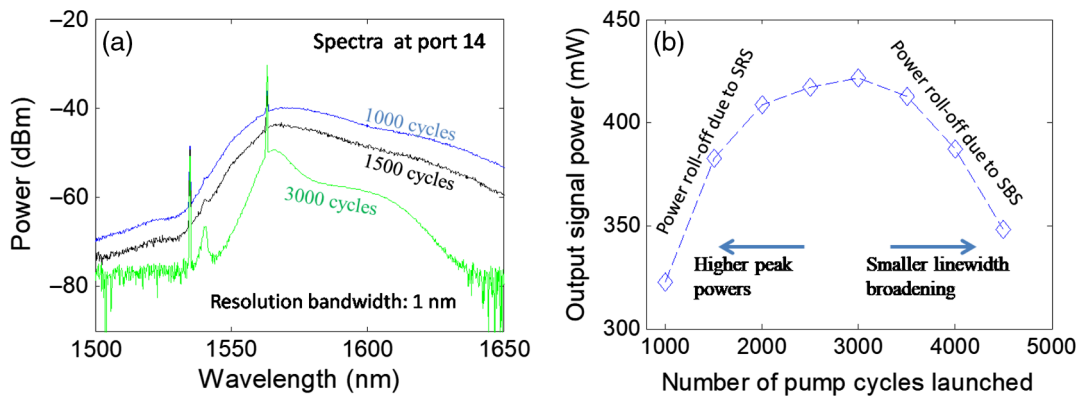 (a)
Spectra at port 14
1000 cycles
1500 cycles
3000 cycles
Resolution bandwidth: 1 nm
Power (dBm)
–20
–40
–60
–80
1500
1550
1600
1650
Wavelength (nm)
(b)
Power roll-off due to SRS
Power roll-off due to SBS
Higher peak
powers
Smaller linewidth
broadening
Output signal power (mW)
450
400
350
300
1000
2000
3000
4000
5000
Number of pump cycles launched